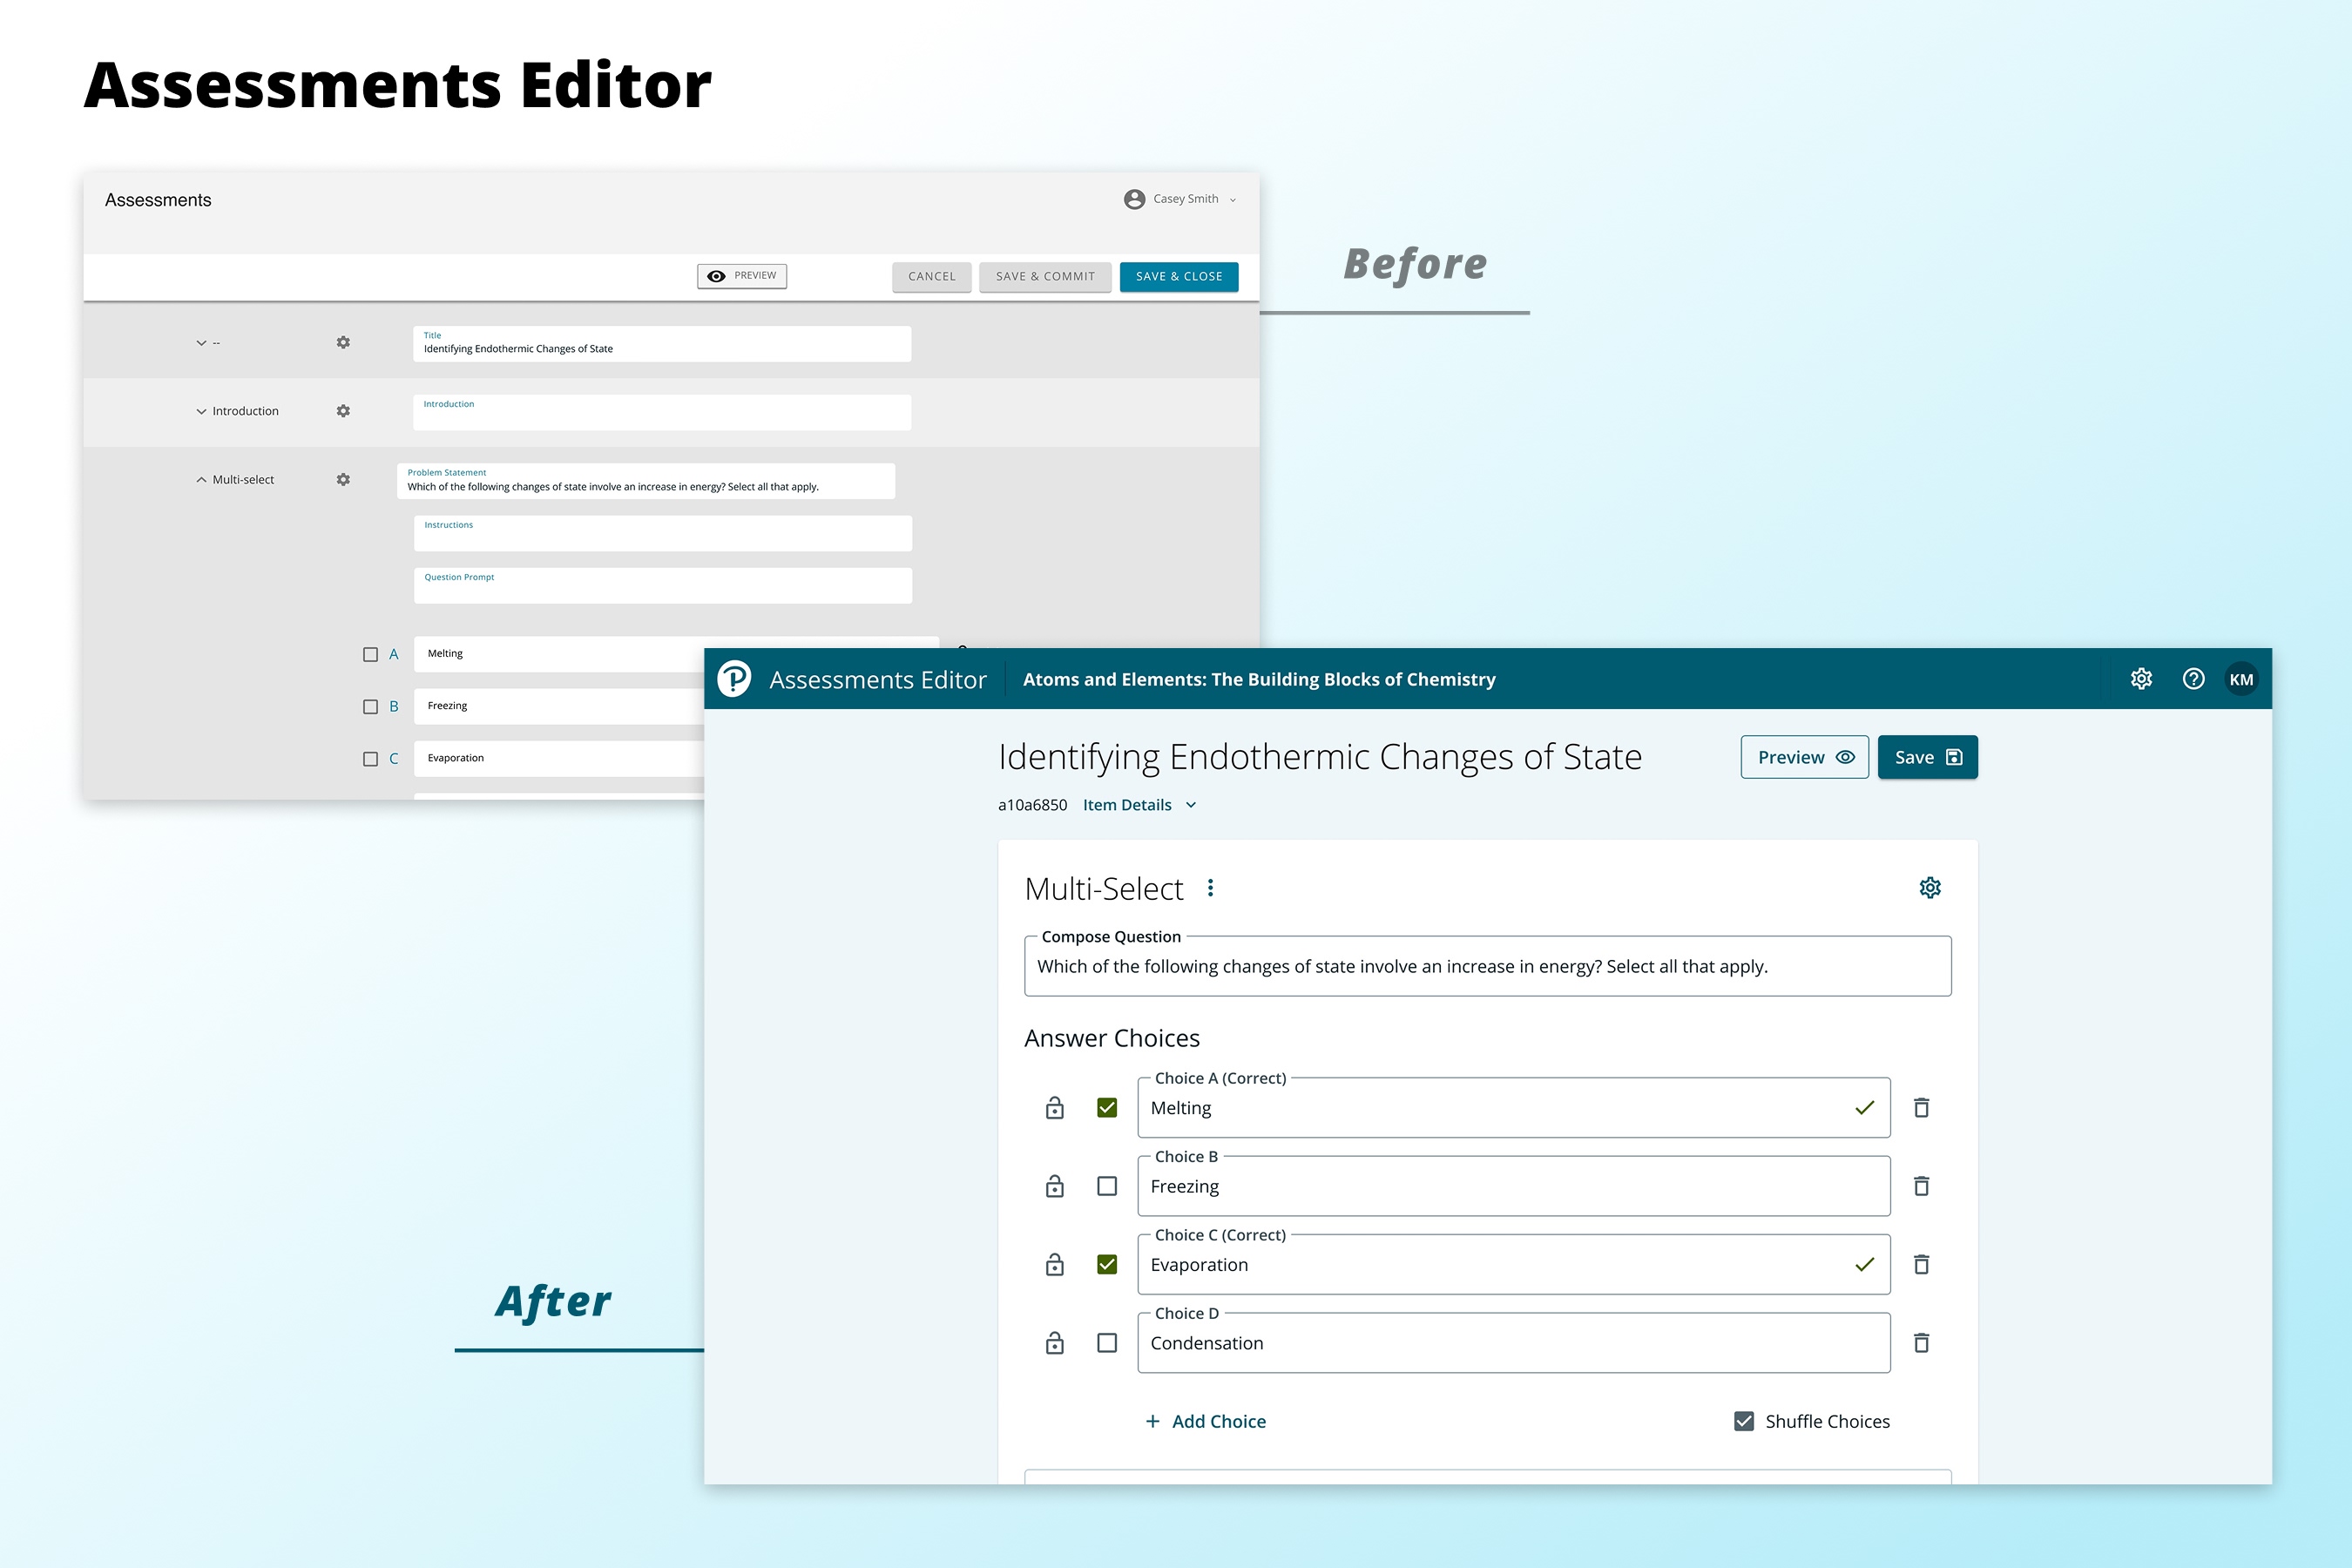 Assessments Editor
Assessments
Casey Smith
Before
PREVIEW
CANCEL
SAVE & COMMIT
SAVE & CLOSE
--
Title
Identifying Endothermic Changes of State
Introduction
Introduction
Multi-select
Problem Statement
Which of the following changes of state involve an increase in energy? Select all that apply.
Instructions
Question Prompt
A
Melting
B
Freezing
C
Evaporation
Assessments Editor
Atoms and Elements: The Building Blocks of Chemistry
KM
Identifying Endothermic Changes of State
Preview
Save
a10a6850 Item Details
Multi-Select
Compose Question
Which of the following changes of state involve an increase in energy? Select all that apply.
Answer Choices
Choice A (Correct)
Melting
Choice B
Freezing
Choice C (Correct)
Evaporation
Choice D
Condensation
+ Add Choice
Shuffle Choices
After